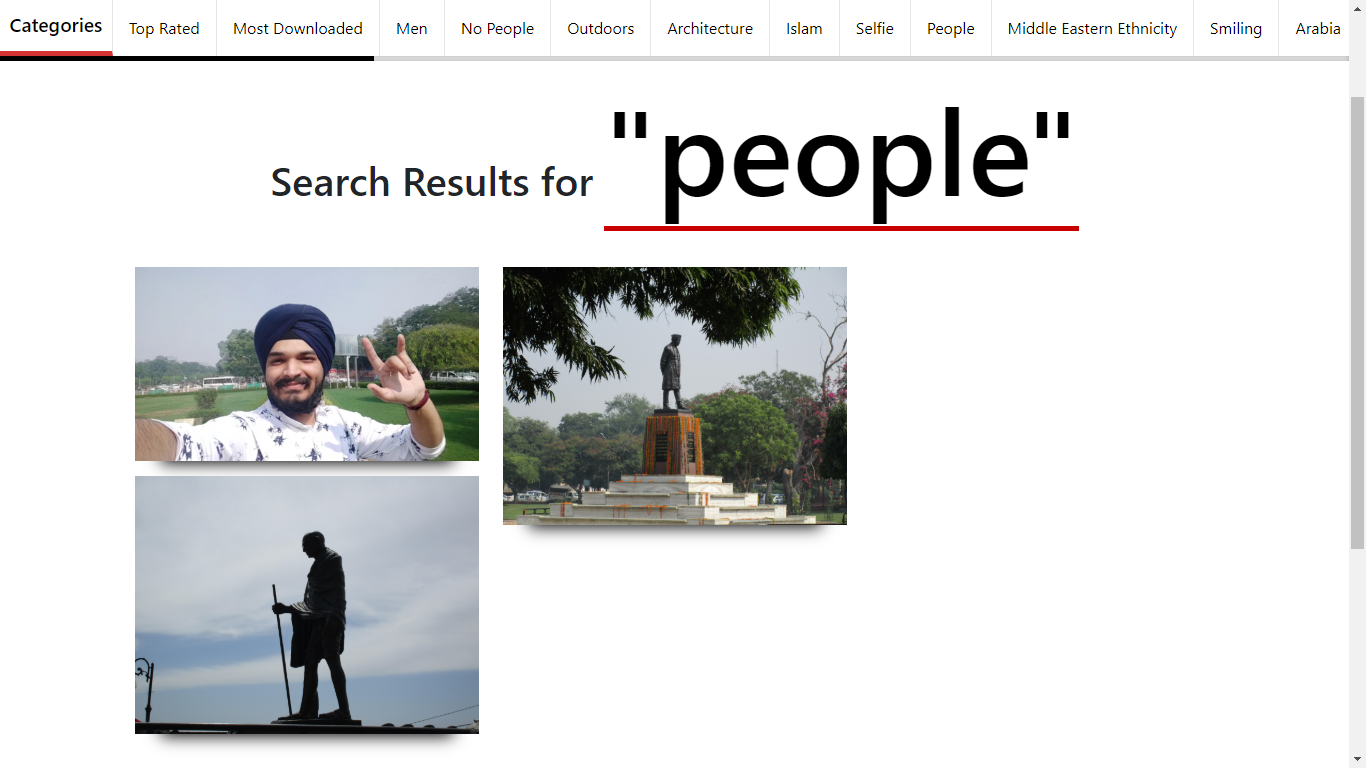 Categories Top Rated Most Downloaded Men No People Outdoors Architecture Islam Selfie People Middle Eastern Ethnicity Smiling Arabia
Search Results for "people"